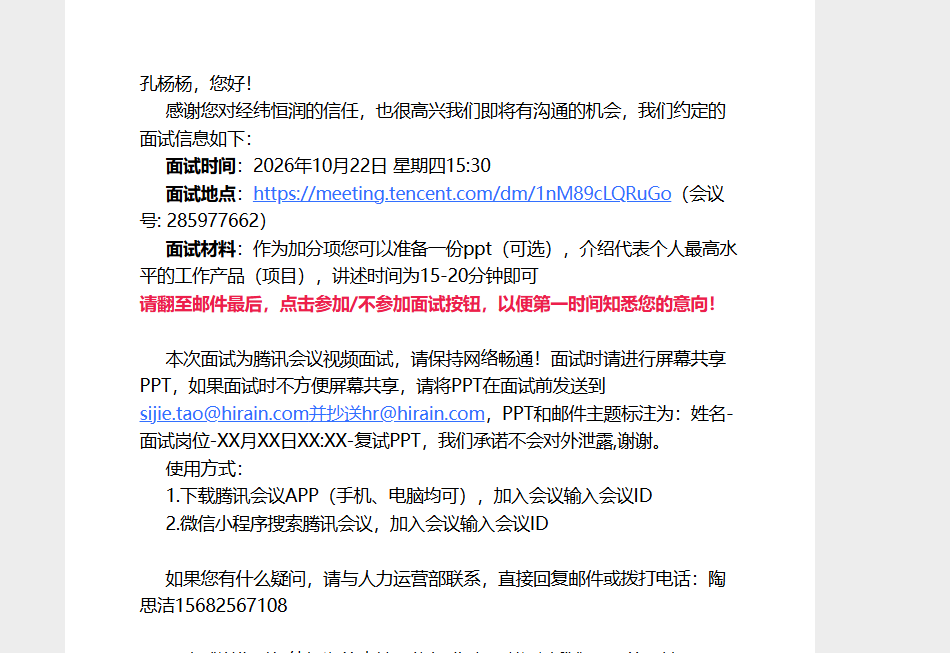 孔杨杨，您好！
感谢您对经纬恒润的信任，也很高兴我们即将有沟通的机会，我们约定的
面试信息如下：
面试时间：2026年10月22日 星期四15:30
面试地点：https://meeting.tencent.com/dm/1nM89cLQRuGo（会议
号: 285977662）
面试材料：作为加分项您可以准备一份ppt（可选），介绍代表个人最高水
平的工作产品（项目），讲述时间为15-20分钟即可
请翻至邮件最后，点击参加/不参加面试按钮，以便第一时间知悉您的意向！
本次面试为腾讯会议视频面试，请保持网络畅通！面试时请进行屏幕共享
PPT，如果面试时不方便屏幕共享，请将PPT在面试前发送到
sijie.tao@hirain.com并抄送hr@hirain.com，PPT和邮件主题标注为：姓名-
面试岗位-XX月XX日XX:XX-复试PPT，我们承诺不会对外泄露,谢谢。
使用方式：
1.下载腾讯会议APP（手机、电脑均可），加入会议输入会议ID
2.微信小程序搜索腾讯会议，加入会议输入会议ID
如果您有什么疑问，请与人力运营部联系，直接回复邮件或拨打电话：陶
思洁15682567108